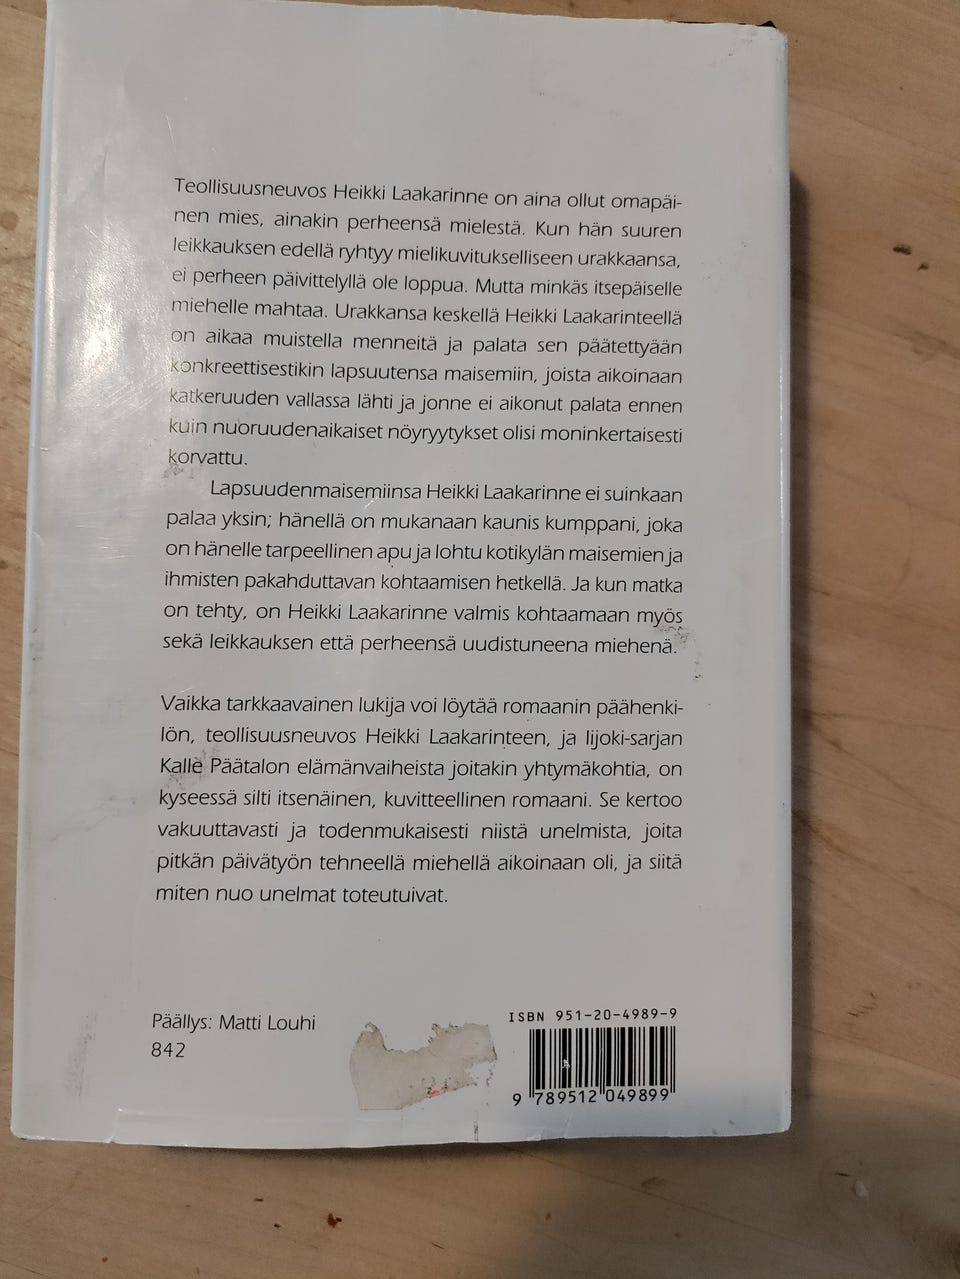 Teollisuusneuvos Heikki Laakarinne on aina ollut omapäi-
nen mies, ainakin perheensä mielestä. Kun hän suuren
leikkauksen edellä ryhtyy mielikuvitukselliseen urakkaansa,
ei perheen päivittelyllä ole loppua. Mutta minkäs itsepäiselle
miehelle mahtaa. Urakkansa keskellä Heikki Laakarinteellä
on aikaa muistella menneitä ja palata sen päätettyään
konkreettisestikin lapsuutensa maisemiin, joista aikoinaan
katkeruuden vallassa lähti ja jonne ei aikonut palata ennen
kuin nuoruudenaikaiset nöyryytykset olisi moninkertaisesti
korvattu.
Lapsuudenmaisemiinsa Heikki Laakarinne ei suinkaan
palaa yksin; hänellä on mukanaan kaunis kumppani, joka
on hänelle tarpeellinen apu ja lohtu kotikylän maisemien ja
ihmisten pakahduttavan kohtaamisen hetkellä. Ja kun matka
on tehty, on Heikki Laakarinne valmis kohtaamaan myös
sekä leikkauksen että perheensä uudistuneena miehenä.
Vaikka tarkkaavainen lukija voi löytää romaanin päähenki-
lön, teollisuusneuvos Heikki Laakarinteen, ja Iijoki-sarjan
Kalle Päätalon elämänvaiheista joitakin yhtymäkohtia, on
kyseessä silti itsenäinen, kuvitteellinen romaani. Se kertoo
vakuuttavasti ja todenmukaisesti niistä unelmista, joita
pitkän päivätyön tehneellä miehellä aikoinaan oli, ja siitä
miten nuo unelmat toteutuivat.
Päällys: Matti Louhi
842
ISBN 951-20-4989-9
9 789512 049899